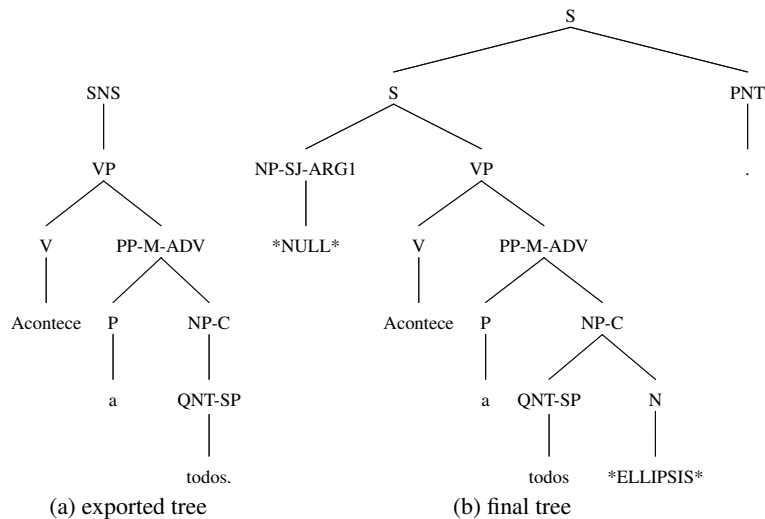 S
SNS S PNT
VP NP-SJ-ARG1 VP .
V PP-M-ADV *NULL* V PP-M-ADV
Acontece P NP-C Acontece P NP-C
a QNT-SP a QNT-SP N
todos. todos *ELLIPSIS*
(a) exported tree (b) final tree